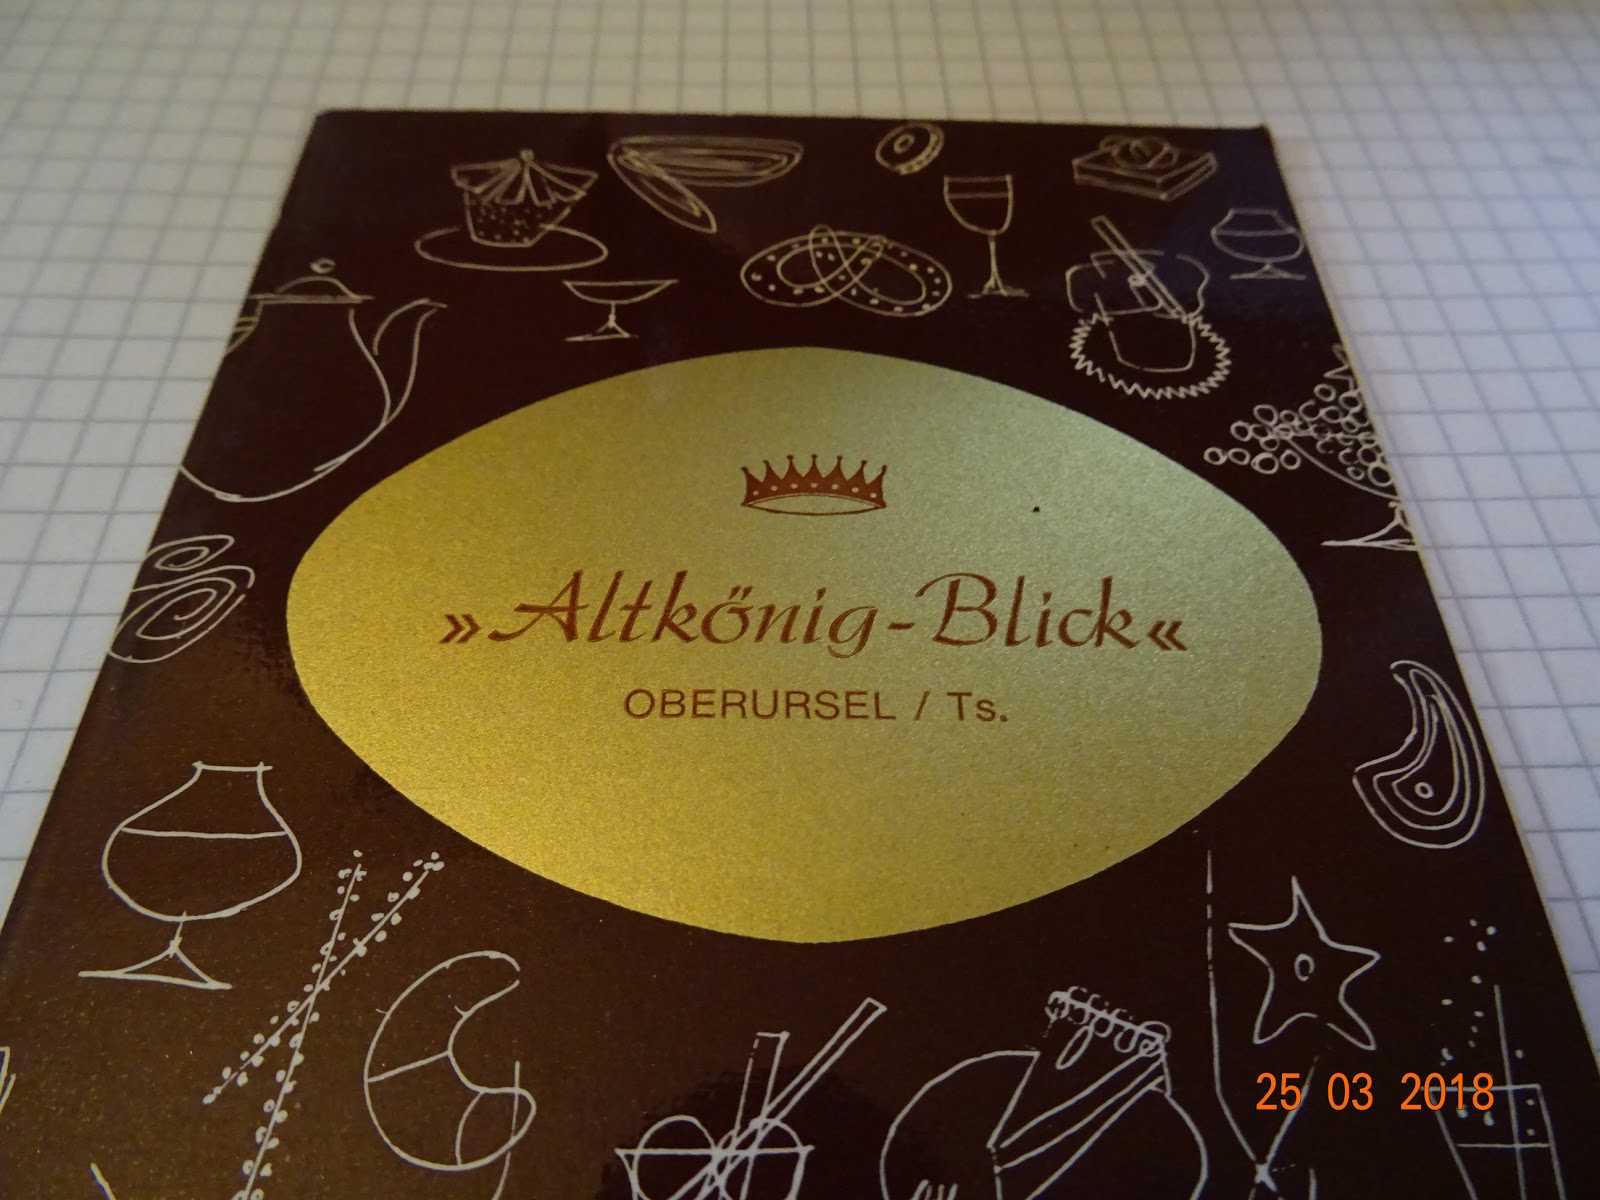 »Altkönig-Blick«
OBERURSEL / Ts.
25 03 2018